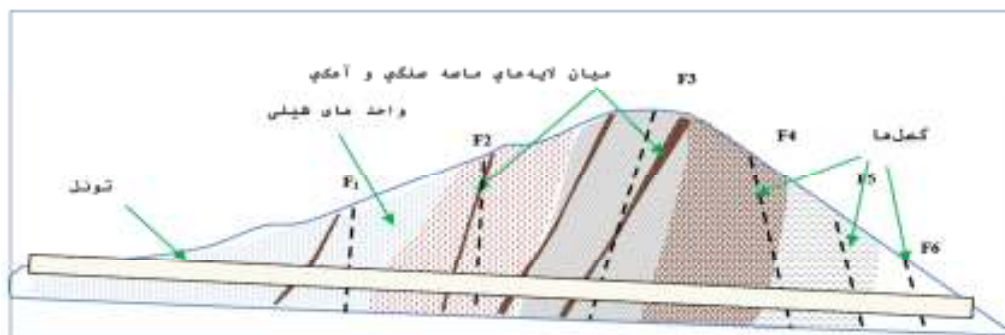 میان لایه‌های ماسه سنگی و آهکی
F3
واحد های شیلی
F2
F4
گسل‌ها
تونل
F1
F5
F6